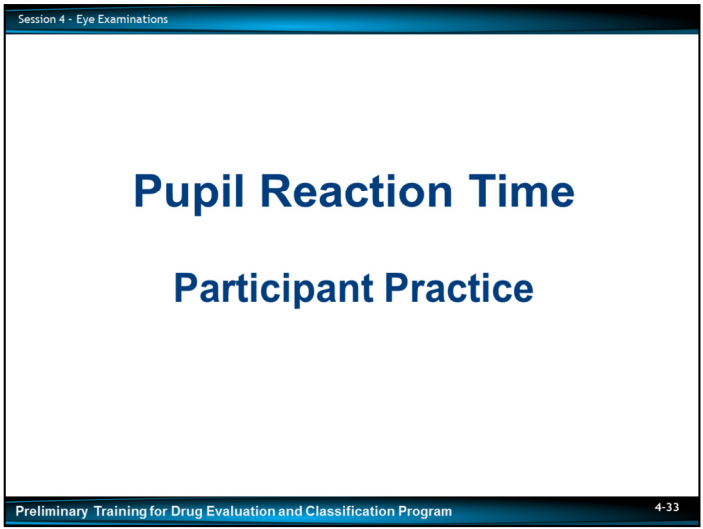 Session 4 - Eye Examinations
Pupil Reaction Time
Participant Practice
Preliminary Training for Drug Evaluation and Classification Program
4-33